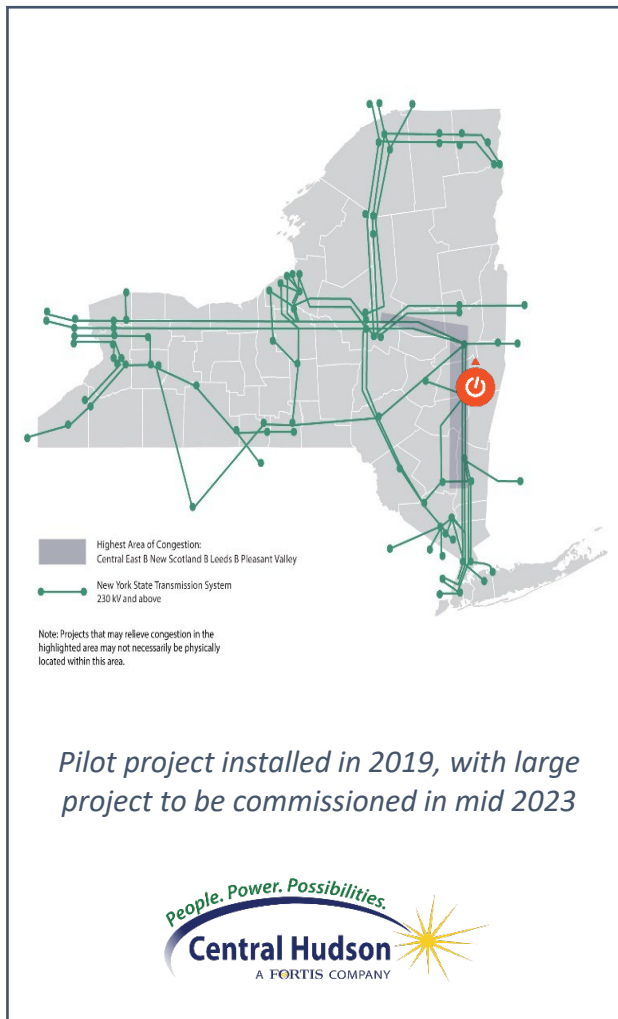 Highest Area of Congestion:
Central East B New Scotland B Leeds B Pleasant Valley
New York State Transmission System
230 kV and above
Note: Projects that may relieve congestion in the
highlighted area may not necessarily be physically
located within this area.
Pilot project installed in 2019, with large
project to be commissioned in mid 2023
People. Power. Possibilities.
Central Hudson
A FORTIS COMPANY